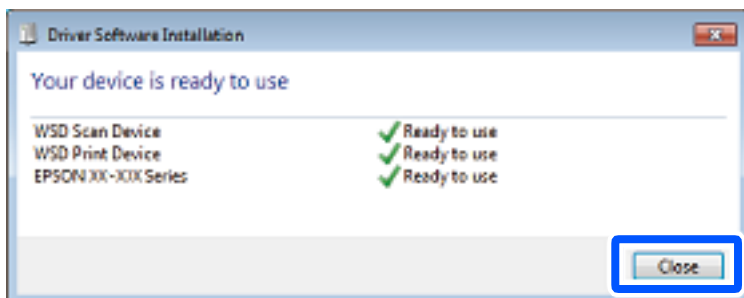 Driver Software Installation
Your device is ready to use
WSD Scan Device Ready to use
WSD Print Device Ready to use
EPSON XX-XXX Series Ready to use
Close